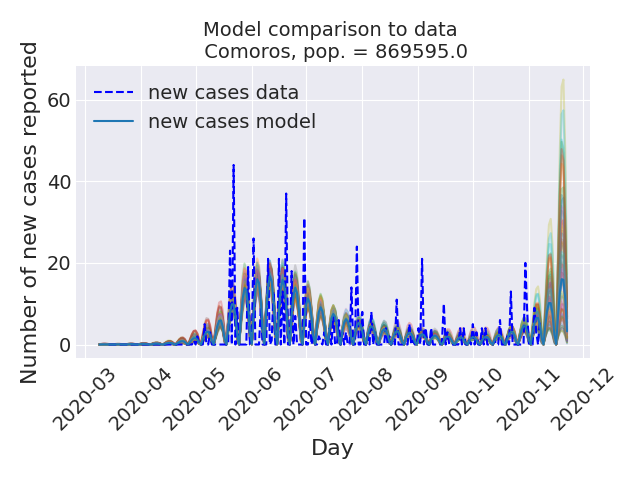 Model comparison to data
Comoros, pop. = 869595.0
Number of new cases reported
60
40
20
0
new cases data
new cases model
2020-03
2020-04
2020-05
2020-06
2020-07
2020-08
2020-09
2020-10
2020-11
2020-12
Day